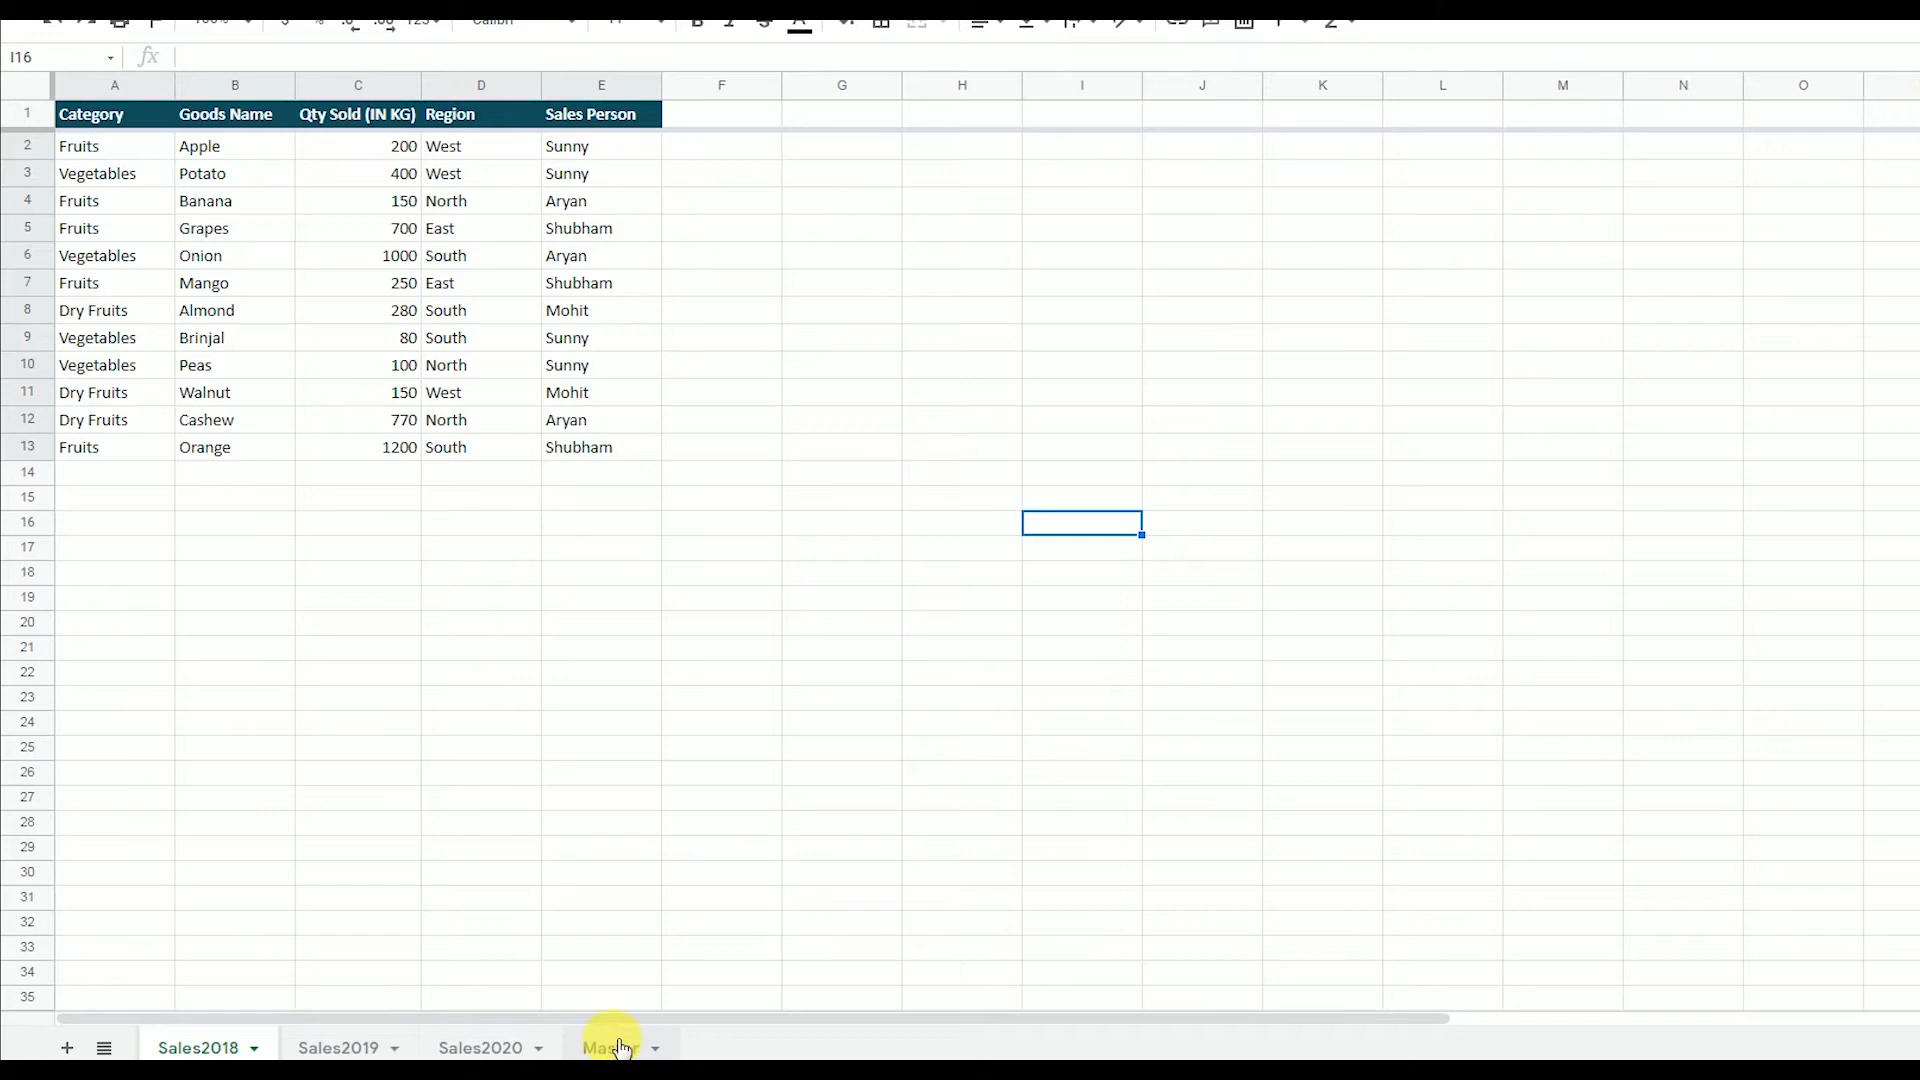 I16 fx
A B C D E F G H I J K L M N O
1 Category Goods Name Qty Sold (IN KG) Region Sales Person
2 Fruits Apple 200 West Sunny
3 Vegetables Potato 400 West Sunny
4 Fruits Banana 150 North Aryan
5 Fruits Grapes 700 East Shubham
6 Vegetables Onion 1000 South Aryan
7 Fruits Mango 250 East Shubham
8 Dry Fruits Almond 280 South Mohit
9 Vegetables Brinjal 80 South Sunny
10 Vegetables Peas 100 North Sunny
11 Dry Fruits Walnut 150 West Mohit
12 Dry Fruits Cashew 770 North Aryan
13 Fruits Orange 1200 South Shubham
14
15
16
17
18
19
20
21
22
23
24
25
26
27
28
29
30
31
32
33
34
35
Sales2018 Sales2019 Sales2020